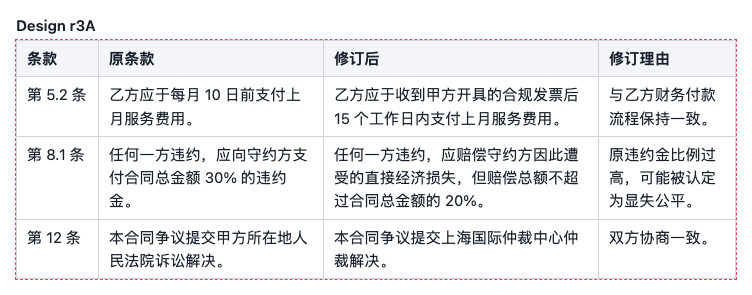 Design r3A
条款 原条款 修订后 修订理由
第 5.2 条 乙方应于每月 10 日前支付上 乙方应于收到甲方开具的合规发票后 与乙方财务付款
月服务费用。 15 个工作日内支付上月服务费用。 流程保持一致。
第 8.1 条 任何一方违约，应向守约方支 任何一方违约，应赔偿守约方因此遭 原违约金比例过
付合同总金额 30% 的违约 受的直接经济损失，但赔偿总额不超 高，可能被认定
金。 过合同总金额的 20%。 为显失公平。
第 12 条 本合同争议提交甲方所在地人 本合同争议提交上海国际仲裁中心仲 双方协商一致。
民法院诉讼解决。 裁解决。